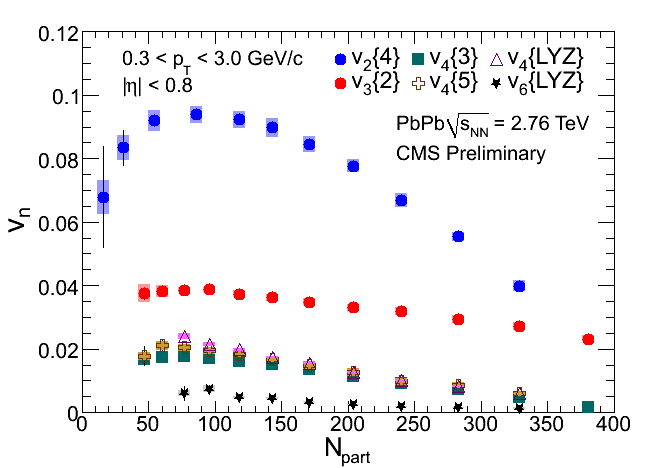 0.3 < p_T < 3.0 GeV/c
|η| < 0.8
v₂{4} v₄{3} v₄{LYZ}
v₃{2} v₄{5} v₆{LYZ}
PbPb√s_NN = 2.76 TeV
CMS Preliminary
v_n
0.12
0.1
0.08
0.06
0.04
0.02
0
0 50 100 150 200 250 300 350 400
N_part